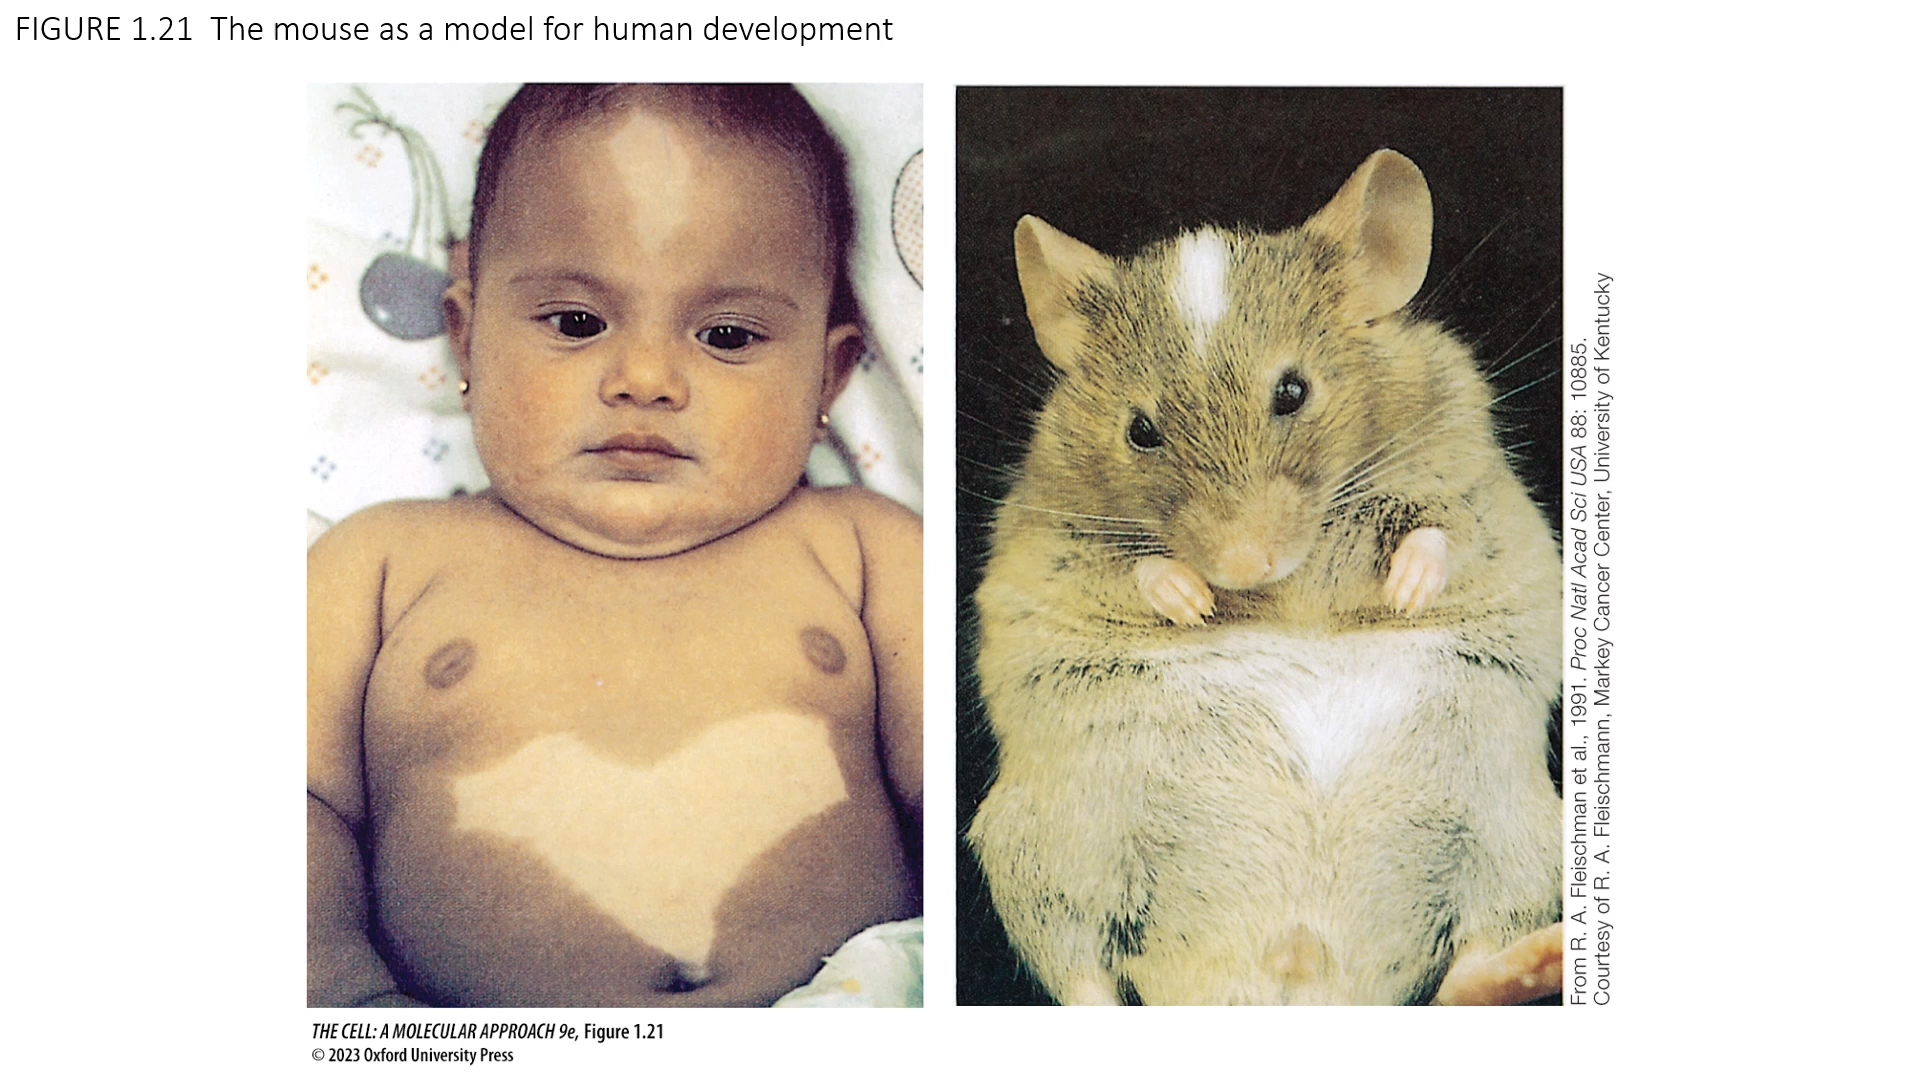 FIGURE 1.21 The mouse as a model for human development
From R. A. Fleischman et al., 1991. Proc Natl Acad Sci USA 88: 10885.
Courtesy of R. A. Fleischmann, Markey Cancer Center, University of Kentucky
THE CELL: A MOLECULAR APPROACH 9e, Figure 1.21
© 2023 Oxford University Press